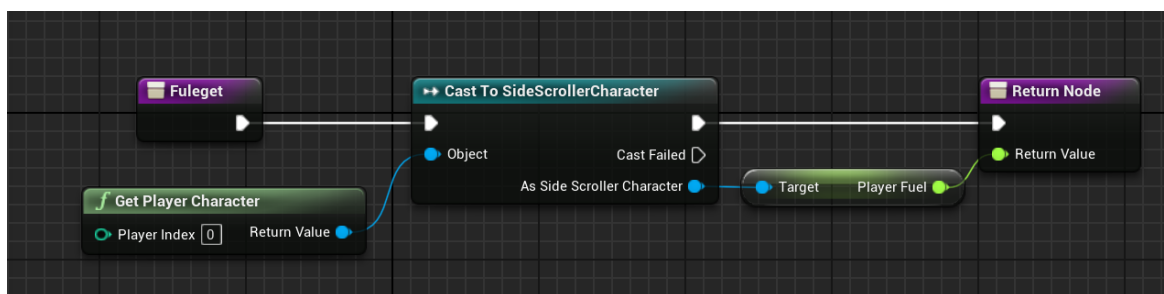 Fuleget
Cast To SideScrollerCharacter
Return Node
Object
Cast Failed
Return Value
As Side Scroller Character
Target
Player Fuel
f Get Player Character
Player Index 0
Return Value